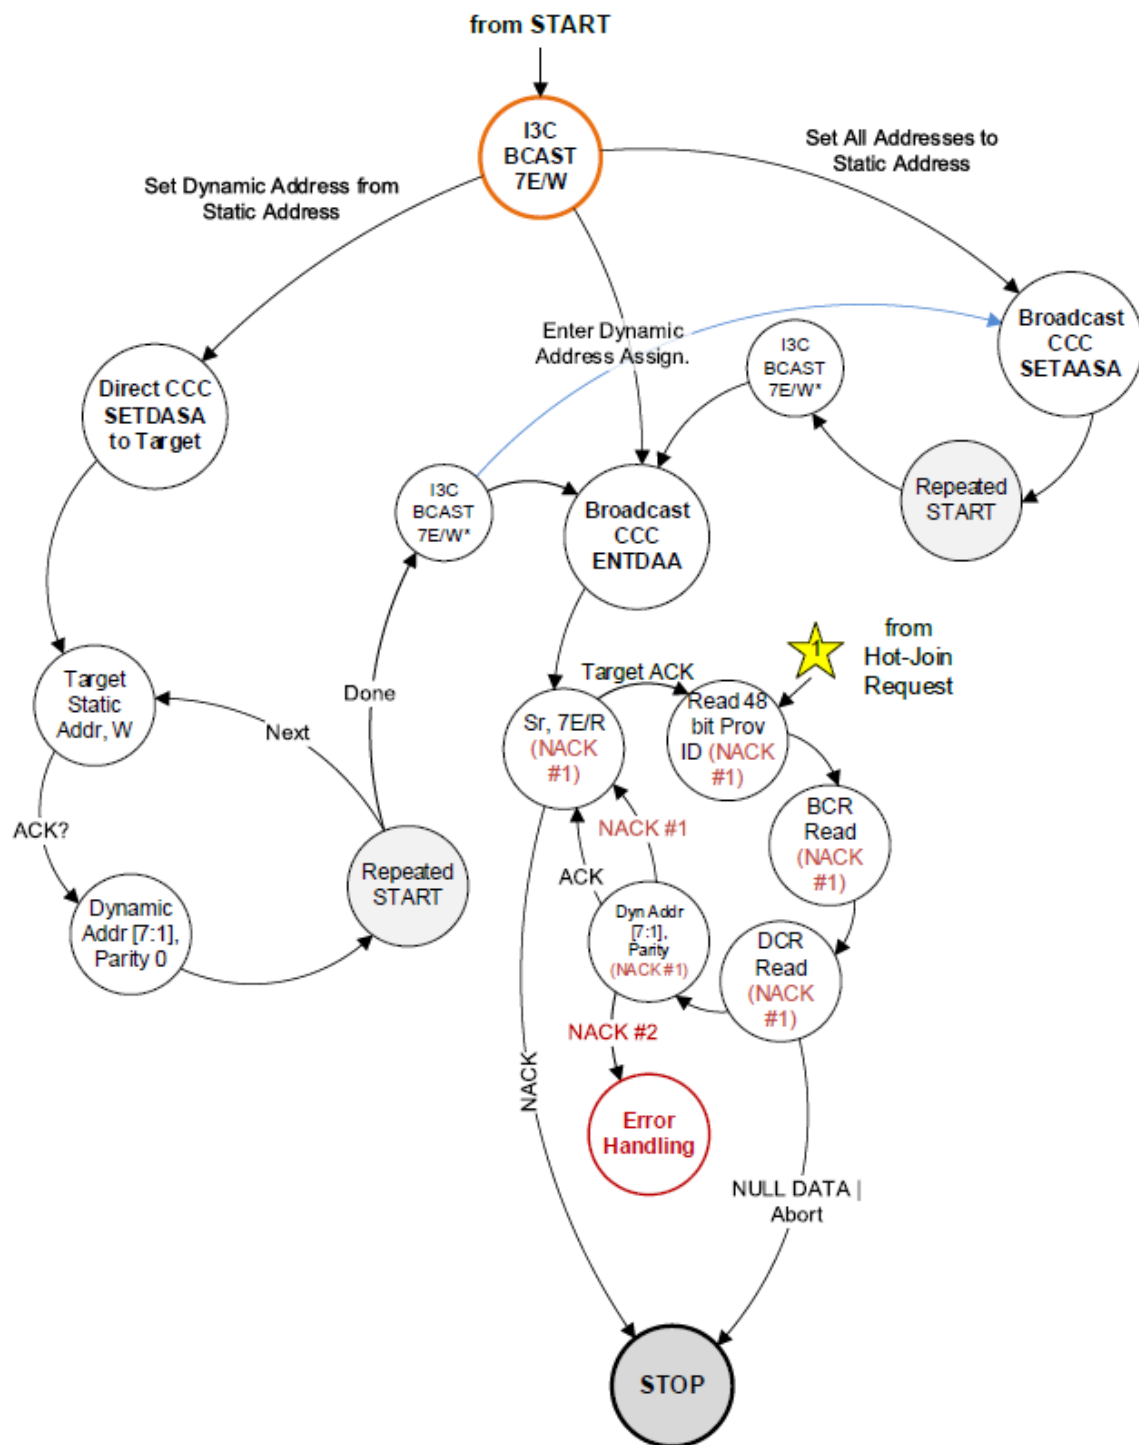 from START
I3C
BCAST
7E/W
Set All Addresses to
Static Address
Set Dynamic Address from
Static Address
Broadcast
CCC
SETAASA
Enter Dynamic
Address Assign.
I3C
BCAST
7E/W*
Direct CCC
SETDASA
to Target
I3C
BCAST
7E/W*
Broadcast
CCC
ENTDAA
Repeated
START
1
from
Hot-Join
Request
Target
Static
Addr, W
Done
Next
Target ACK
Sr, 7E/R
(NACK
#1)
Read 48
bit Prov
ID (NACK
#1)
BCR
Read
(NACK
#1)
ACK?
NACK #1
ACK
Repeated
START
Dynamic
Addr [7:1],
Parity 0
Dyn Addr
[7:1],
Parity
(NACK #1)
DCR
Read
(NACK
#1)
NACK #2
NACK
Error
Handling
NULL DATA |
Abort
STOP